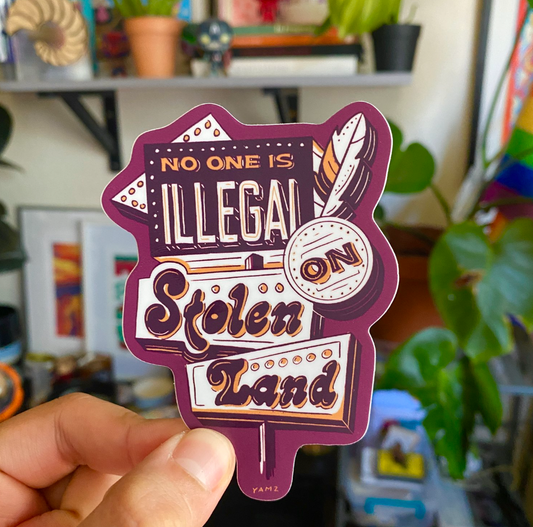 NO ONE IS
ILLEGAL
ON
Stolen
Land
YAMZ